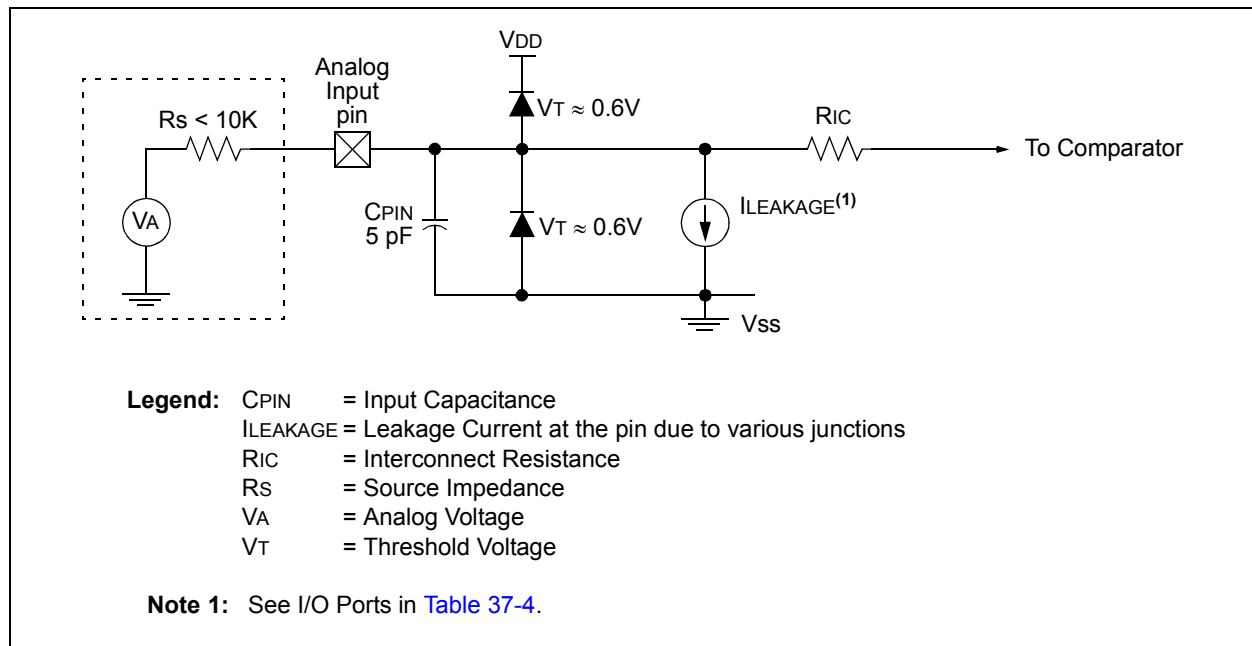 VDD
Analog
Input
pin
Rs < 10K
VT ≈ 0.6V
RIC
To Comparator
VA
CPIN
5 pF
VT ≈ 0.6V
ILEAKAGE(1)
Vss
Legend: CPIN = Input Capacitance
ILEAKAGE = Leakage Current at the pin due to various junctions
RIC = Interconnect Resistance
RS = Source Impedance
VA = Analog Voltage
VT = Threshold Voltage
Note 1: See I/O Ports in Table 37-4.